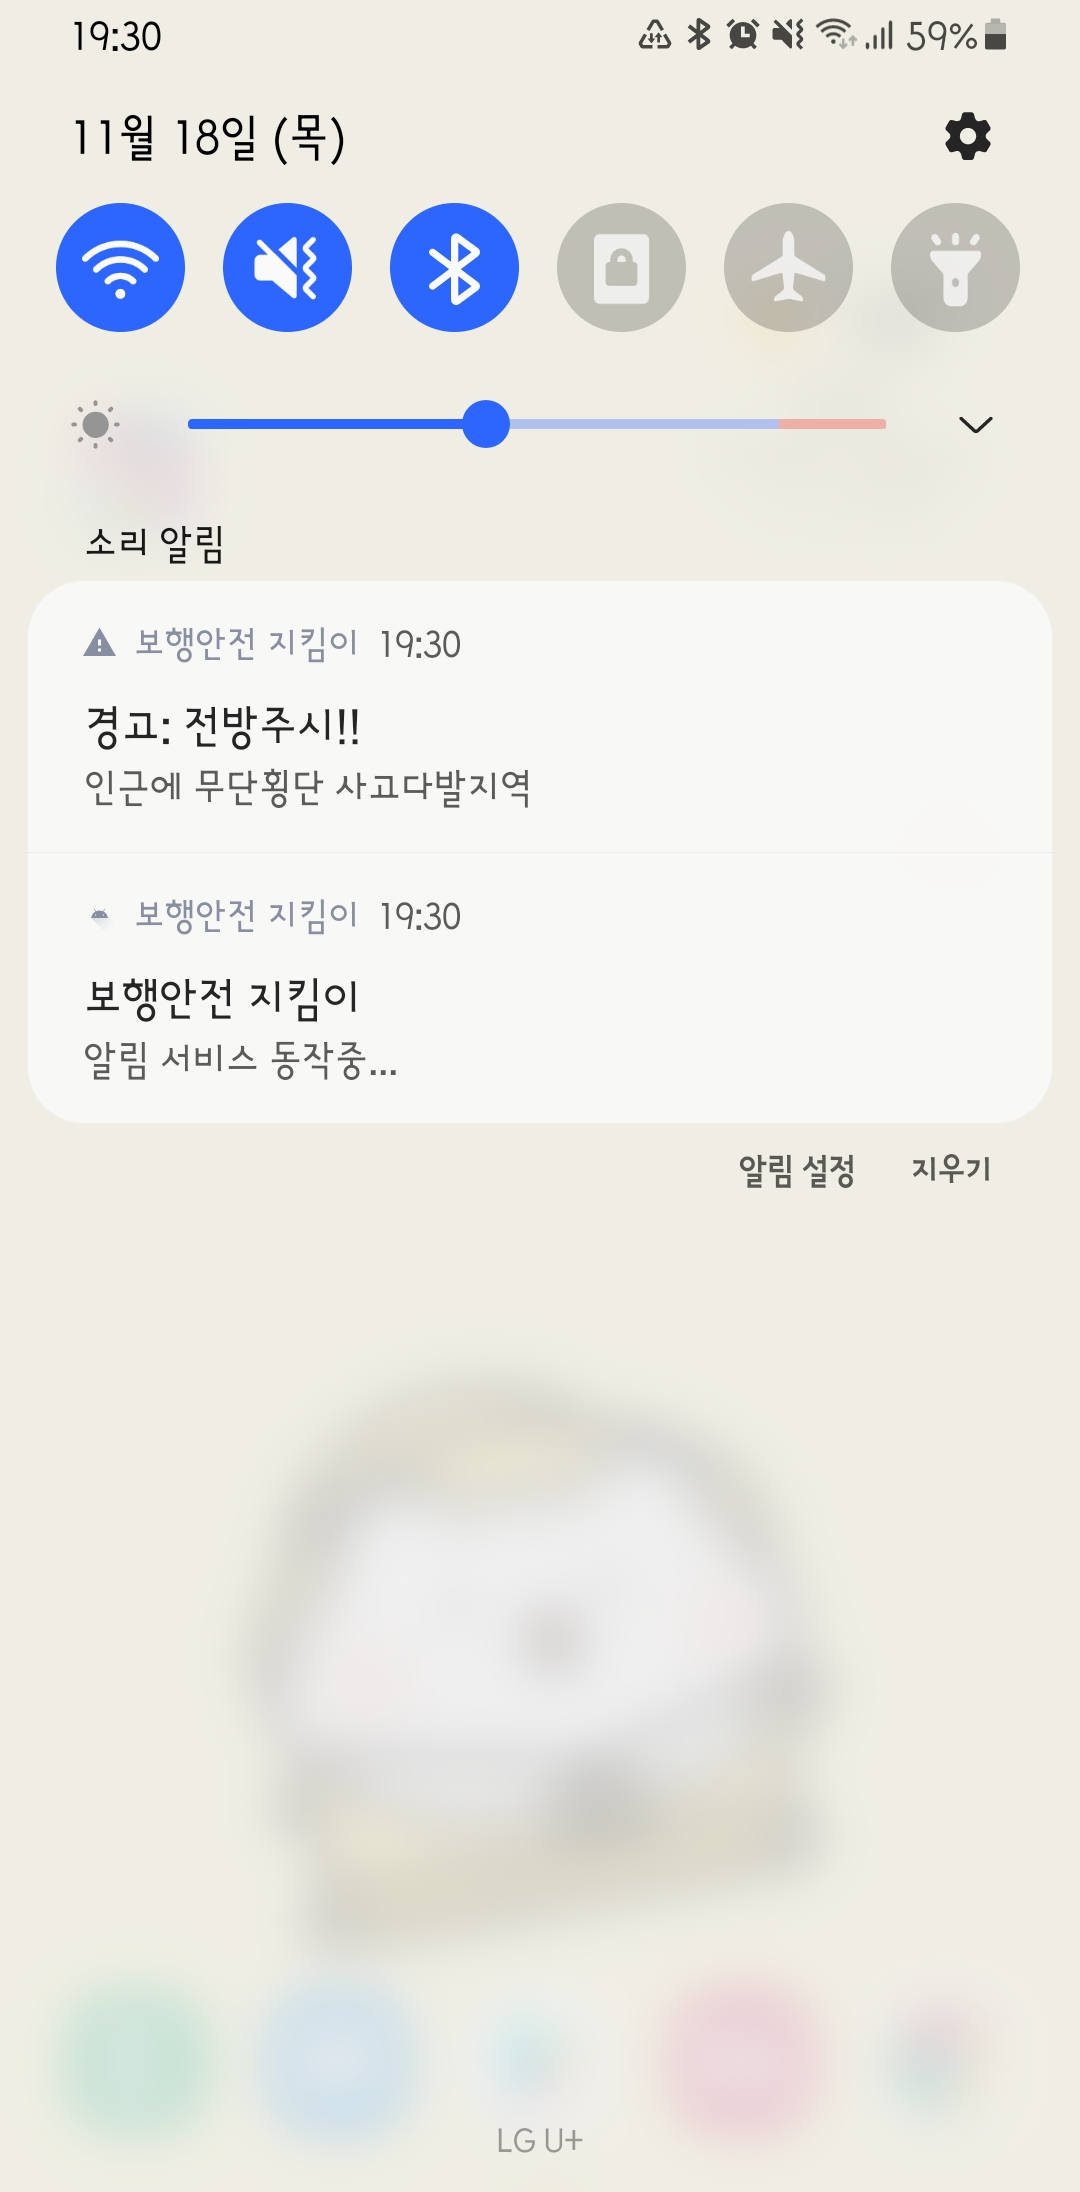 19:30
59%
11월 18일 (목)
소리 알림
보행안전 지킴이 19:30
경고: 전방주시!!
인근에 무단횡단 사고다발지역
보행안전 지킴이 19:30
보행안전 지킴이
알림 서비스 동작중...
알림 설정 지우기
LG U+